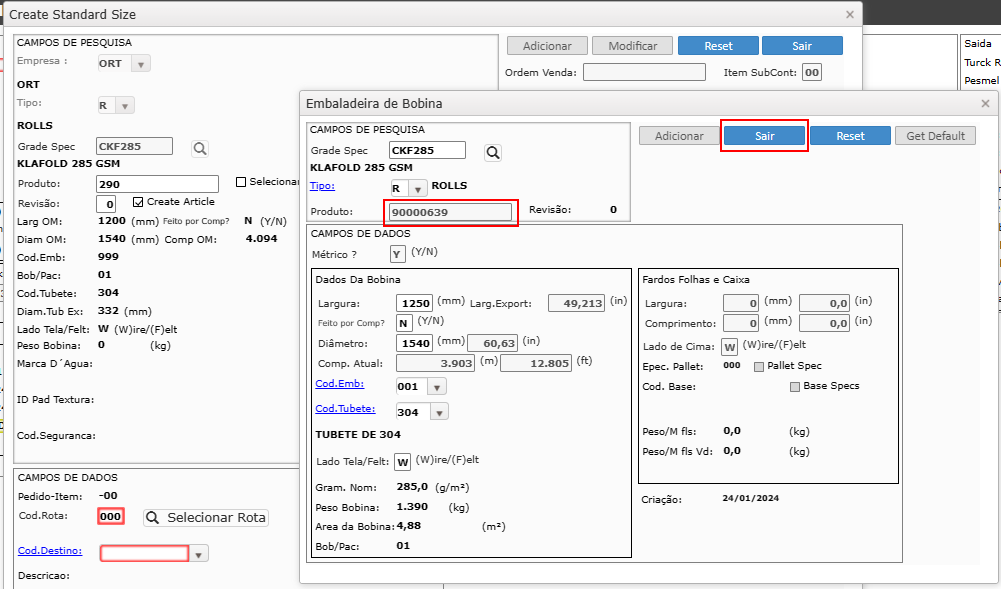 Create Standard Size
CAMPOS DE PESQUISA
Empresa :
ORT
ORT
Tipo:
R
ROLLS
Grade Spec
CKF285
KLAFOLD 285 GSM
Produto:
290
Selecionar
Revisão:
0
Create Article
Larg OM:
1200 (mm)
Feito por Comp?
N (Y/N)
Diam OM:
1540 (mm)
Comp OM:
4.094
Cod.Emb:
999
Bob/Pac:
01
Cod.Tubete:
304
Diam.Tub Ex:
332 (mm)
Lado Tela/Felt:
W (W)ire/(F)elt
Peso Bobina:
0
(kg)
Marca D´Agua:
ID Pad Textura:
Cod.Seguranca:
CAMPOS DE DADOS
Pedido-Item:
-00
Cod.Rota:
000
Selecionar Rota
Cod.Destino:
Descricao:
Adicionar
Modificar
Reset
Sair
Ordem Venda:
Item SubCont:
00
Saida
Turck R
Pesmel
Embaladeira de Bobina
CAMPOS DE PESQUISA
Grade Spec
CKF285
KLAFOLD 285 GSM
Tipo:
R
ROLLS
Produto:
90000639
Revisão:
0
Adicionar
Sair
Reset
Get Default
CAMPOS DE DADOS
Métrico ?
Y
(Y/N)
Dados Da Bobina
Largura:
1250
(mm)
Larg.Export:
49,213
(in)
Feito por Comp?
N
(Y/N)
Diâmetro:
1540
(mm)
60,63
(in)
Comp. Atual:
3.903
(m)
12.805
(ft)
Cod.Emb:
001
Cod.Tubete:
304
TUBETE DE 304
Lado Tela/Felt:
W
(W)ire/(F)elt
Gram. Nom:
285,0
(g/m²)
Peso Bobina:
1.390
(kg)
Area da Bobina:
4,88
(m²)
Bob/Pac:
01
Fardos Folhas e Caixa
Largura:
0
(mm)
0,0
(in)
Comprimento:
0
(mm)
0,0
(in)
Lado de Cima:
W
(W)ire/(F)elt
Epec. Pallet:
000
Pallet Spec
Cod. Base:
Base Specs
Peso/M fls:
0,0
(kg)
Peso/M fls Vd:
0,0
(kg)
Criação:
24/01/2024